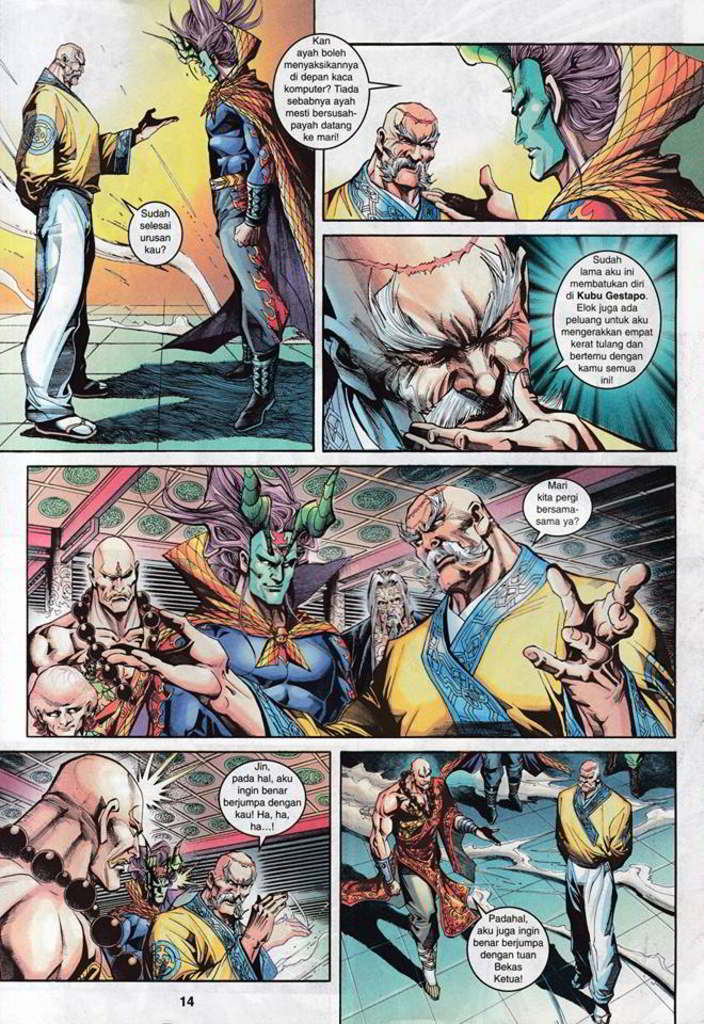 Sudah
selesai
urusan
kau?
Kan
ayah boleh
menyaksikannya
di depan kaca
komputer? Tiada
sebabnya ayah
mesti bersusah-
payah datang
ke mari!
Sudah
lama aku ini
membatukan diri
di Kubu Gestapo.
Elok juga ada
peluang untuk aku
mengerakkan empat
kerat tulang dan
bertemu dengan
kamu semua
ini!
Mari
kita pergi
bersama-
sama ya?
Jin,
pada hal, aku
ingin benar
berjumpa dengan
kau! Ha, ha,
ha...!
Padahal,
aku juga ingin
benar berjumpa
dengan tuan
Bekas
Ketua!
14